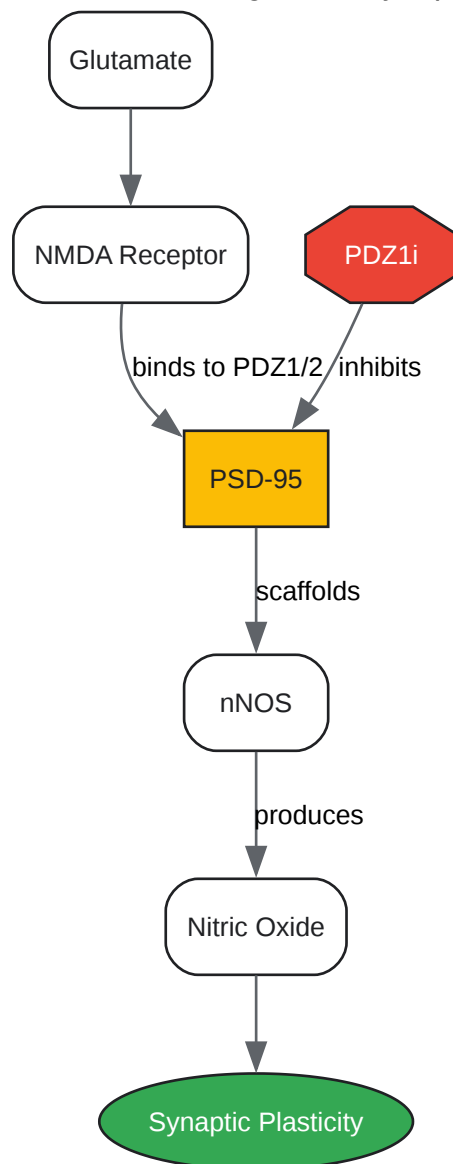 Glutamate
NMDA Receptor
PDZ1i
binds to PDZ1/2
inhibits
PSD-95
scaffolds
nNOS
produces
Nitric Oxide
Synaptic Plasticity